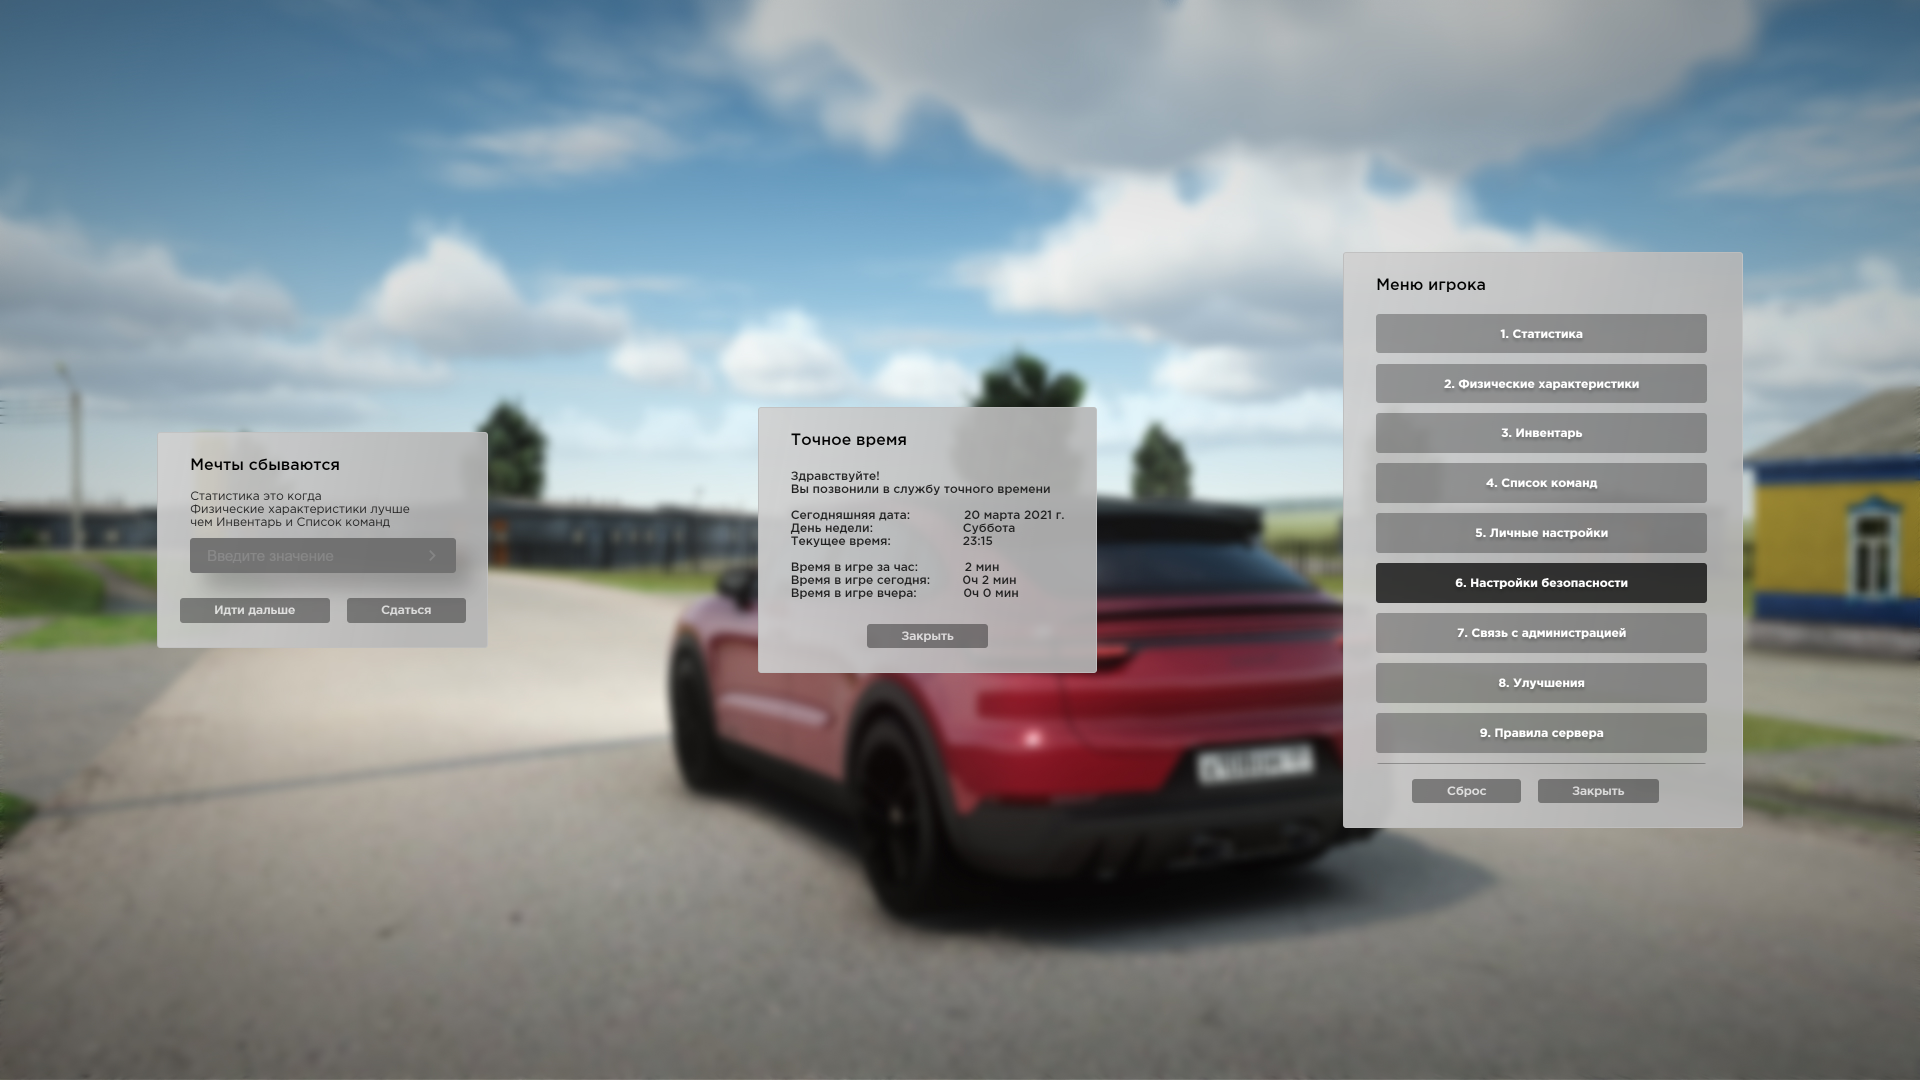 Мечты сбываются
Статистика это когда
Физические характеристики лучше
чем Инвентарь и Список команд
Введите значение
Идти дальше
Сдаться
Точное время
Здравствуйте!
Вы позвонили в службу точного времени
Сегодняшняя дата: 20 марта 2021 г.
День недели: Суббота
Текущее время: 23:15
Время в игре за час: 2 мин
Время в игре сегодня: 0ч 2 мин
Время в игре вчера: 0ч 0 мин
Закрыть
Меню игрока
1. Статистика
2. Физические характеристики
3. Инвентарь
4. Список команд
5. Личные настройки
6. Настройки безопасности
7. Связь с администрацией
8. Улучшения
9. Правила сервера
Сброс
Закрыть